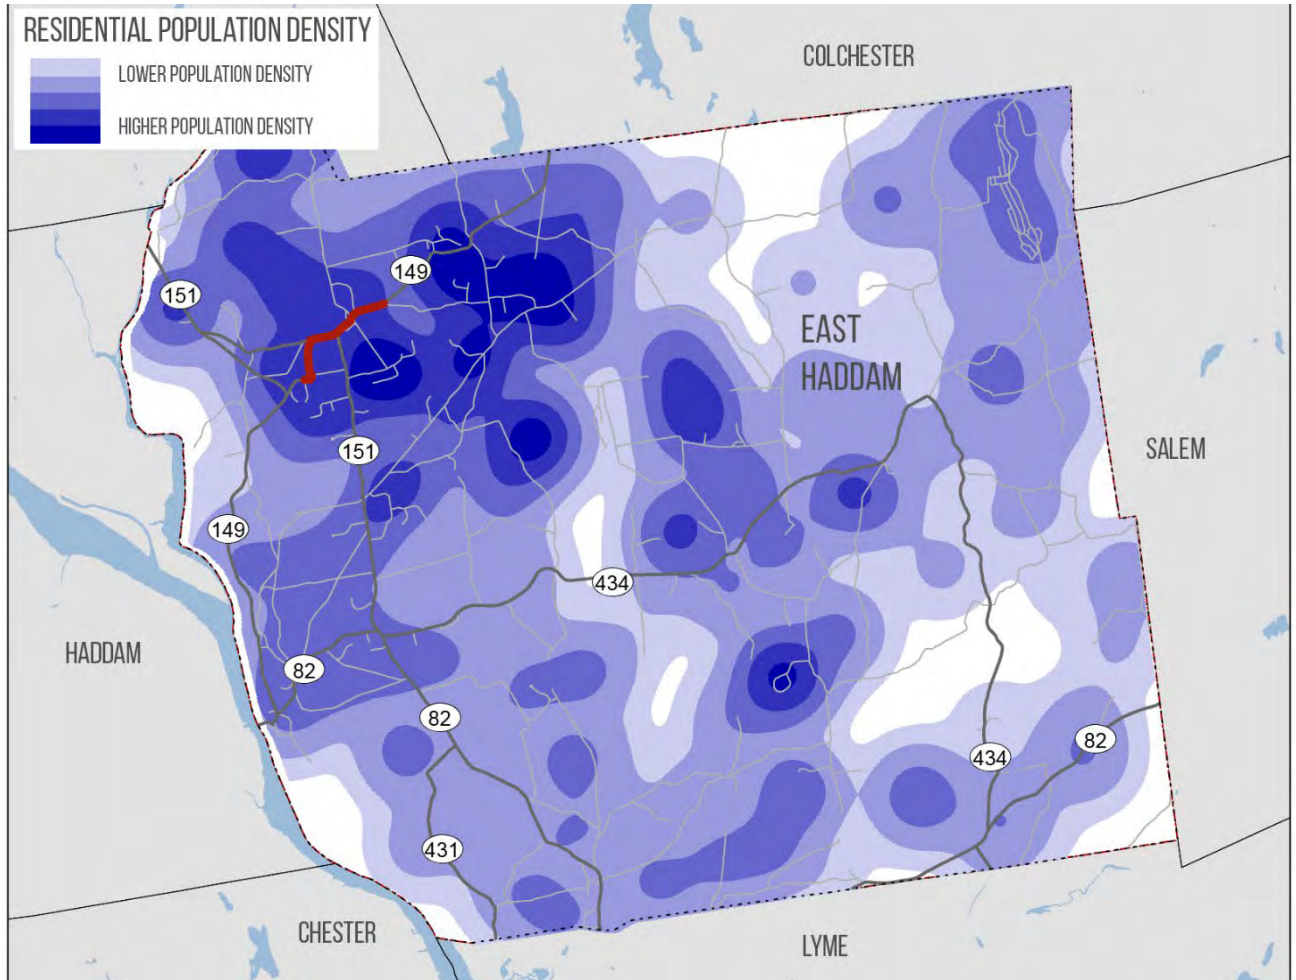 RESIDENTIAL POPULATION DENSITY
LOWER POPULATION DENSITY
HIGHER POPULATION DENSITY
COLCHESTER
149
151
EAST
HADDAM
151
SALEM
149
434
HADDAM
82
82
82
434
431
CHESTER
LYME